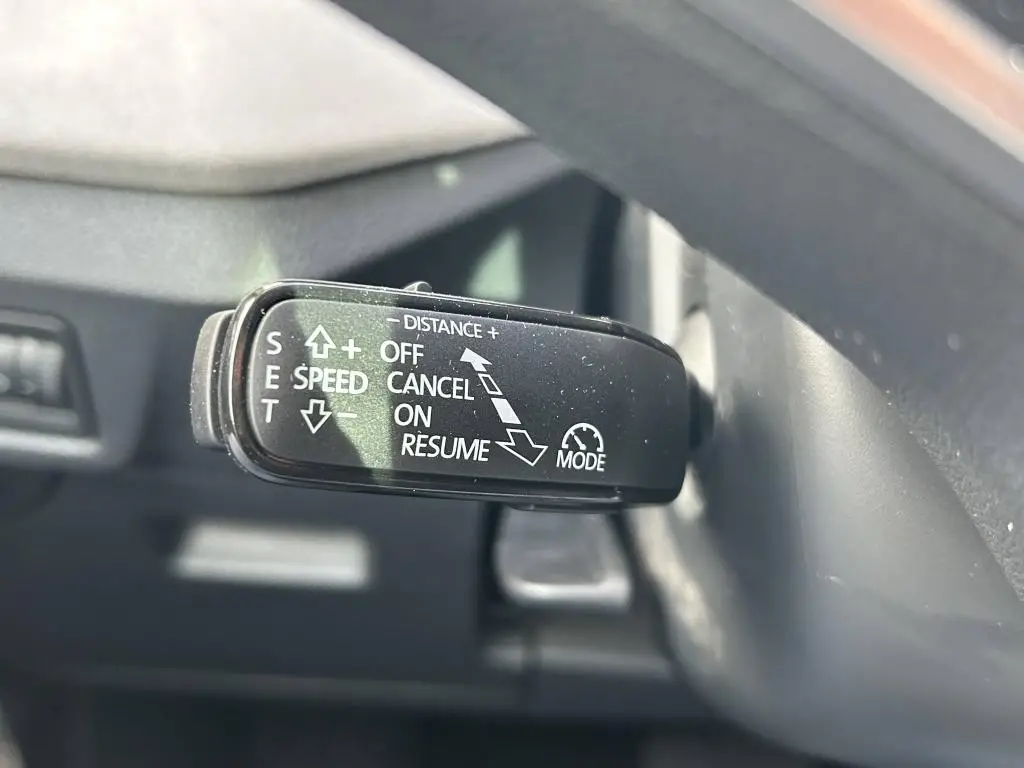 - DISTANCE +
S + OFF
E SPEED CANCEL
T - ON
RESUME
MODE